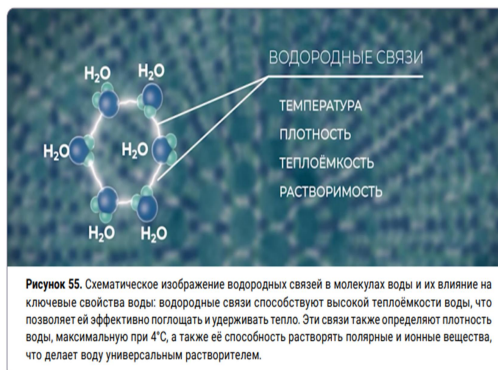 ВОДОРОДНЫЕ СВЯЗИ
H₂O H₂O
ТЕМПЕРАТУРА
ПЛОТНОСТЬ
H₂O H₂O
ТЕПЛОЁМКОСТЬ
РАСТВОРИМОСТЬ
H₂O H₂O
Рисунок 55. Схематическое изображение водородных связей в молекулах воды и их влияние на
ключевые свойства воды: водородные связи способствуют высокой теплоёмкости воды, что
позволяет ей эффективно поглощать и удерживать тепло. Эти связи также определяют плотность
воды, максимальную при 4°C, а также её способность растворять полярные и ионные вещества,
что делает воду универсальным растворителем.